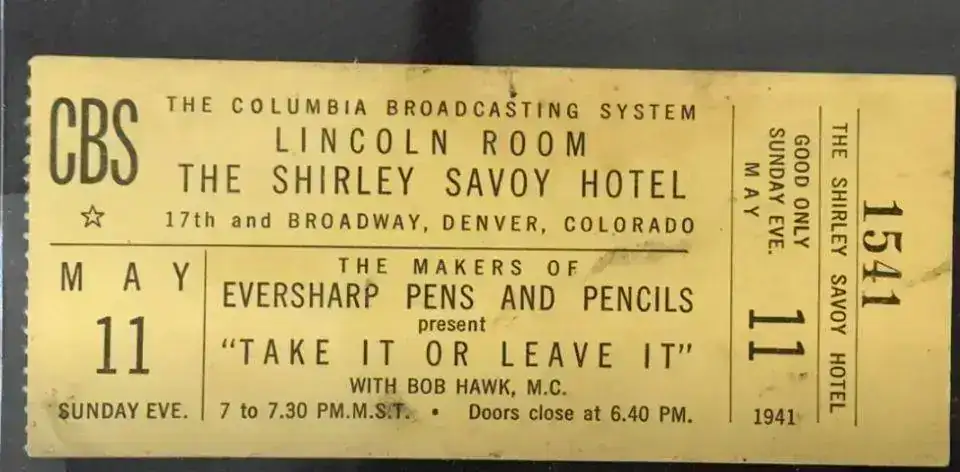 CBS
THE COLUMBIA BROADCASTING SYSTEM
LINCOLN ROOM
THE SHIRLEY SAVOY HOTEL
17th and BROADWAY, DENVER, COLORADO
MAY
11
SUNDAY EVE.
THE MAKERS OF
EVERSHARP PENS AND PENCILS
present
"TAKE IT OR LEAVE IT"
WITH BOB HAWK, M.C.
7 to 7.30 PM.M.S.T. • Doors close at 6.40 PM.
GOOD ONLY
SUNDAY EVE.
MAY
11
1941
THE SHIRLEY SAVOY HOTEL
1541